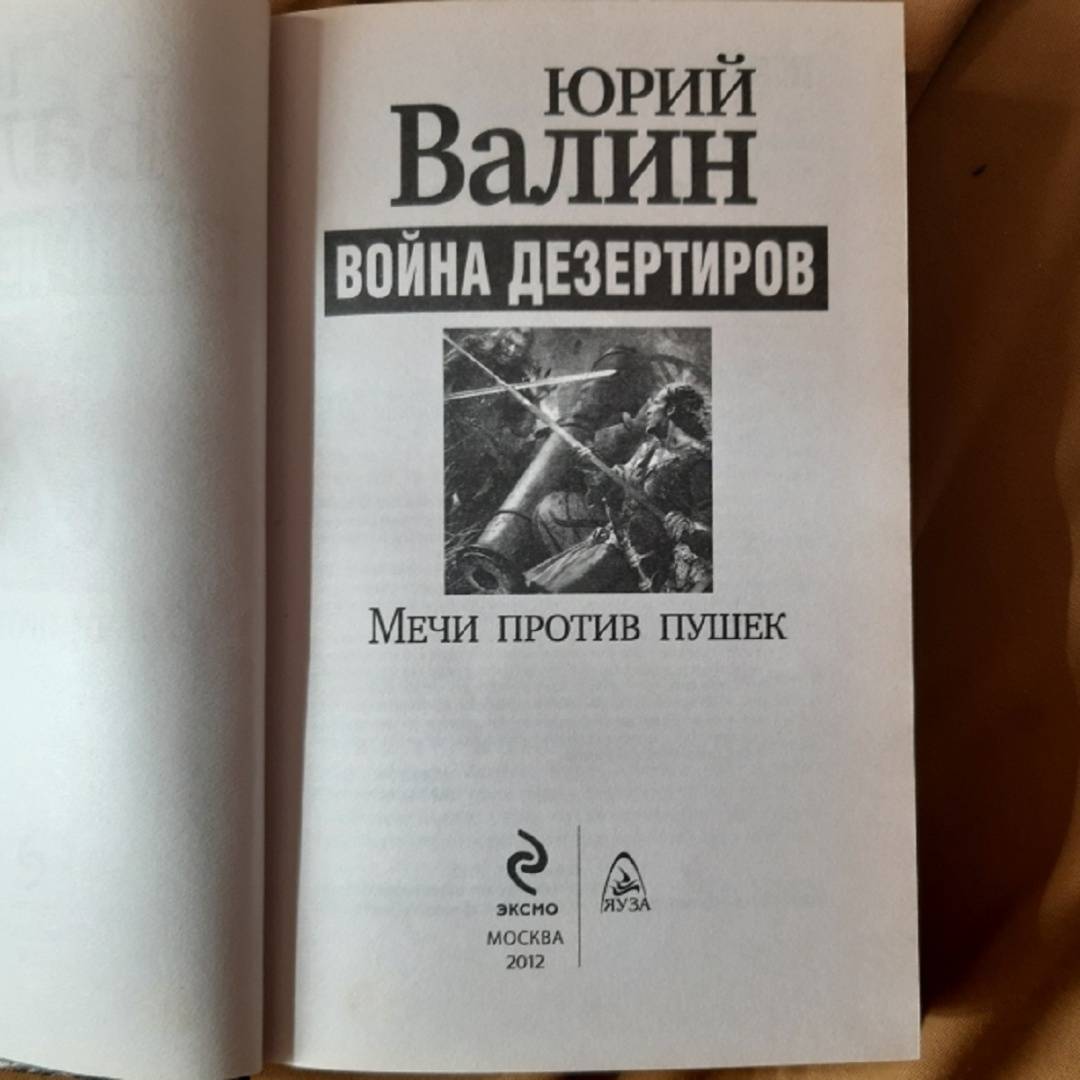 ЮРИЙ
ВАЛИН
ВОЙНА ДЕЗЕРТИРОВ
МЕЧИ ПРОТИВ ПУШЕК
ЭКСМО
МОСКВА
2012
ЯУЗА